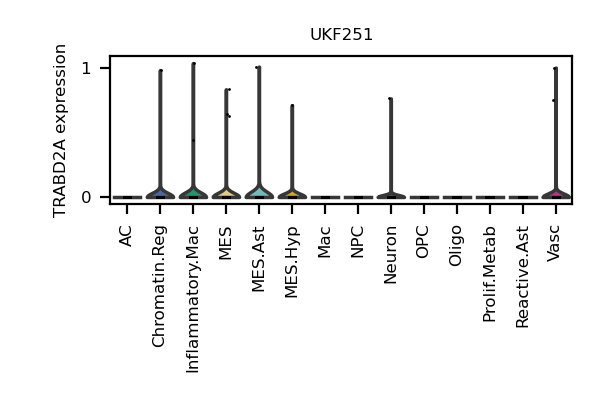 UKF251
TRABD2A expression
1
0
AC
Chromatin.Reg
Inflammatory.Mac
MES
MES.Ast
MES.Hyp
Mac
NPC
Neuron
OPC
Oligo
Prolif.Metab
Reactive.Ast
Vasc